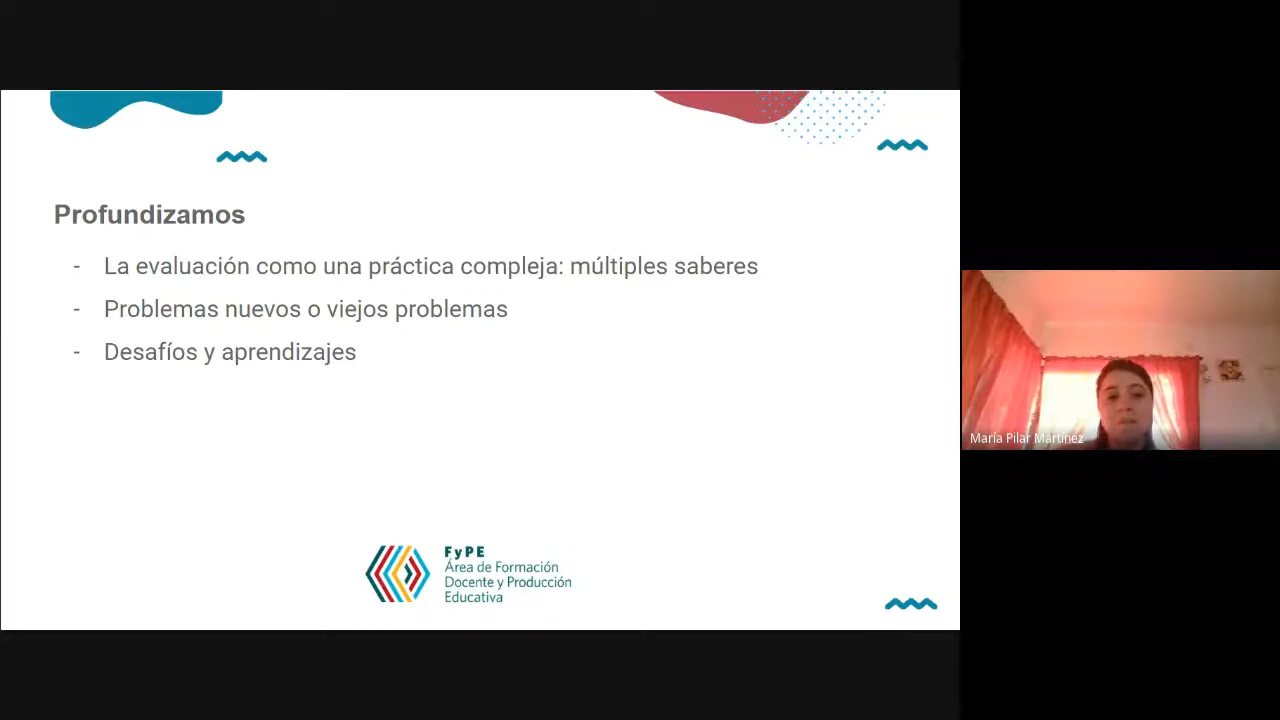 Profundizamos
- La evaluación como una práctica compleja: múltiples saberes
- Problemas nuevos o viejos problemas
- Desafíos y aprendizajes
FyPE
Área de Formación
Docente y Producción
Educativa
María Pilar Martínez